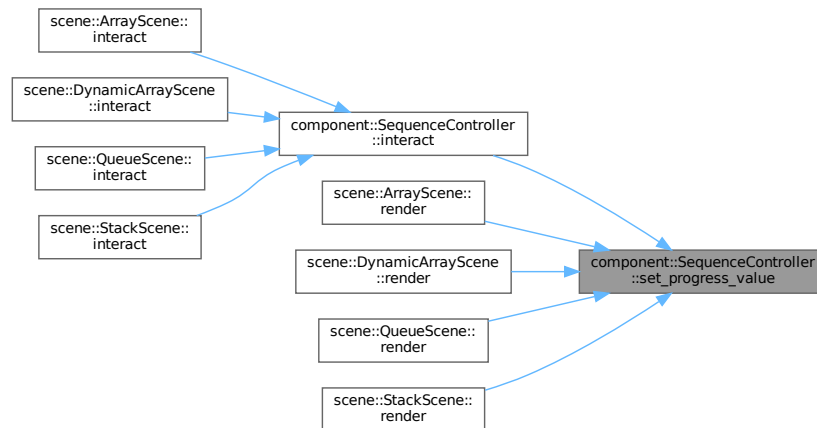 scene::ArrayScene::
interact
scene::DynamicArrayScene
::interact
scene::QueueScene::
interact
scene::StackScene::
interact
component::SequenceController
::interact
scene::ArrayScene::
render
scene::DynamicArrayScene
::render
scene::QueueScene::
render
scene::StackScene::
render
component::SequenceController
::set_progress_value